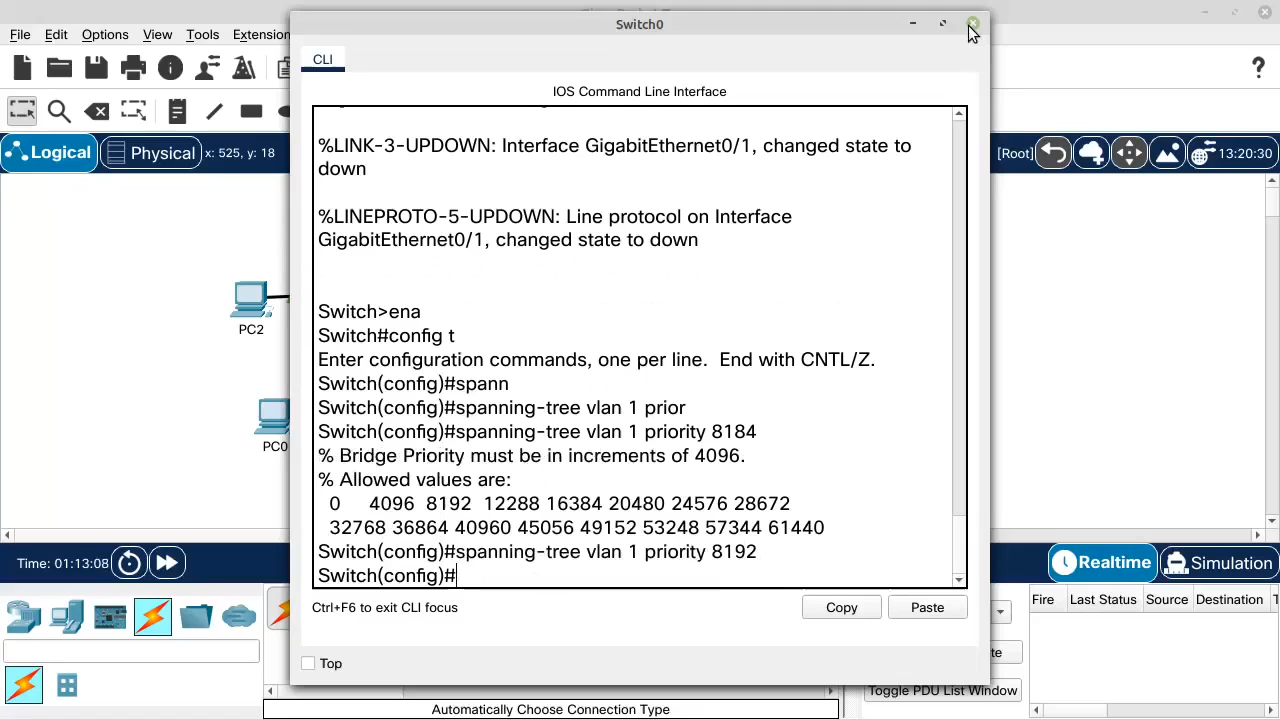 Switch0
File Edit Options View Tools Extension
CLI
IOS Command Line Interface
Logical Physical x: 525, y: 18
[Root] 13:20:30
%LINK-3-UPDOWN: Interface GigabitEthernet0/1, changed state to
down
%LINEPROTO-5-UPDOWN: Line protocol on Interface
GigabitEthernet0/1, changed state to down
Switch>ena
Switch#config t
Enter configuration commands, one per line. End with CNTL/Z.
Switch(config)#spann
Switch(config)#spanning-tree vlan 1 prior
Switch(config)#spanning-tree vlan 1 priority 8184
% Bridge Priority must be in increments of 4096.
% Allowed values are:
0 4096 8192 12288 16384 20480 24576 28672
32768 36864 40960 45056 49152 53248 57344 61440
Switch(config)#spanning-tree vlan 1 priority 8192
Switch(config)#
PC2
PC0
Time: 01:13:08
Realtime Simulation
Ctrl+F6 to exit CLI focus
Copy Paste
Fire Last Status Source Destination T
Top
te
Toggle PDU List Window
Automatically Choose Connection Type